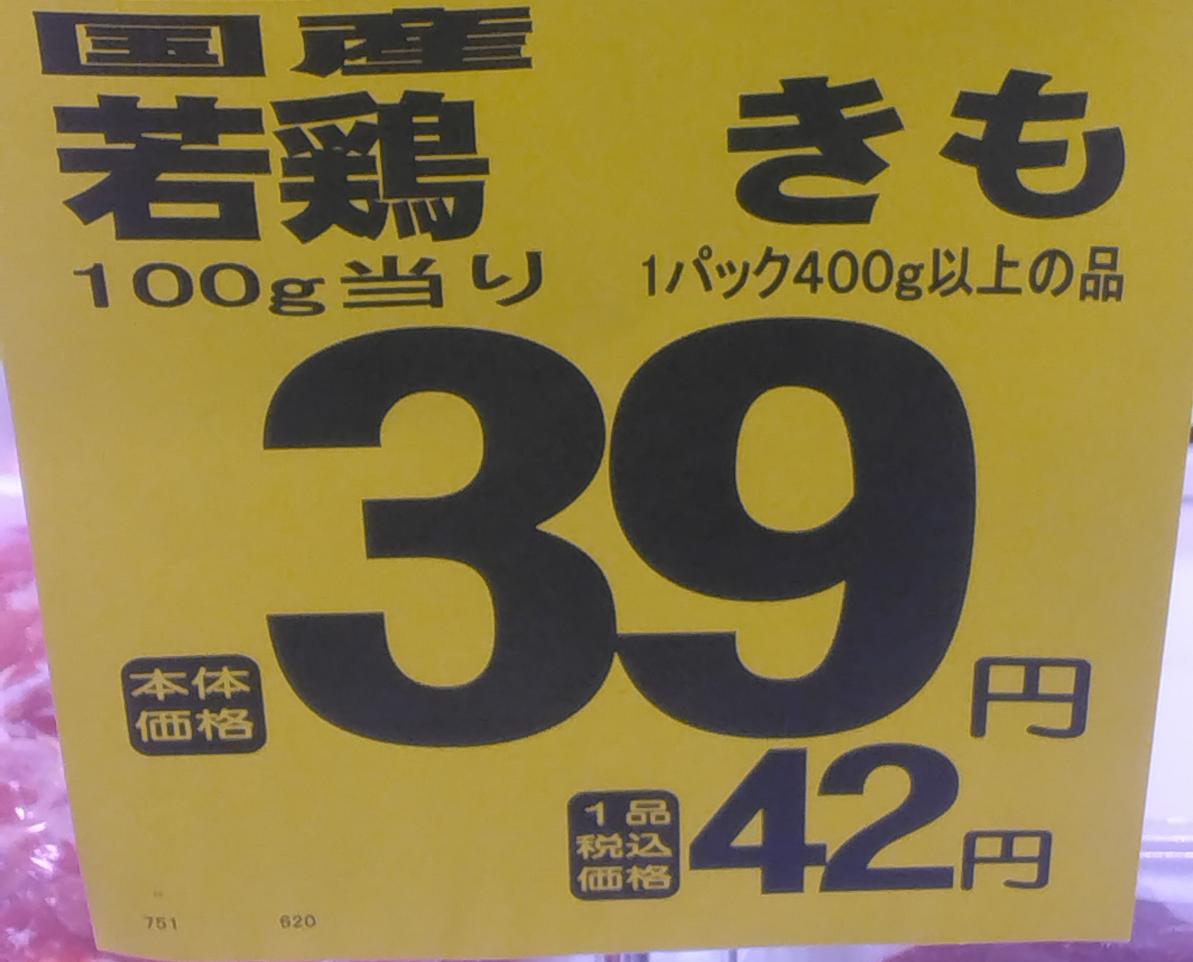 国産
若鶏 きも
100g当り 1パック400g以上の品
39円
本体
価格
42円
1品
税込
価格
751 620